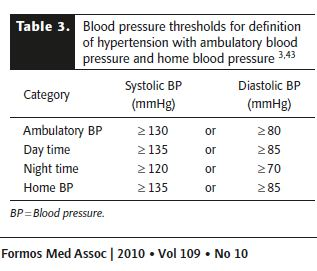 Table 3. Blood pressure thresholds for definition
of hypertension with ambulatory blood
pressure and home blood pressure 3,43
Category Systolic BP (mmHg) Diastolic BP (mmHg)
Ambulatory BP ≥130 or ≥80
Day time ≥135 or ≥85
Night time ≥120 or ≥70
Home BP ≥135 or ≥85
BP=Blood pressure.
Formos Med Assoc | 2010 • Vol 109 • No 10